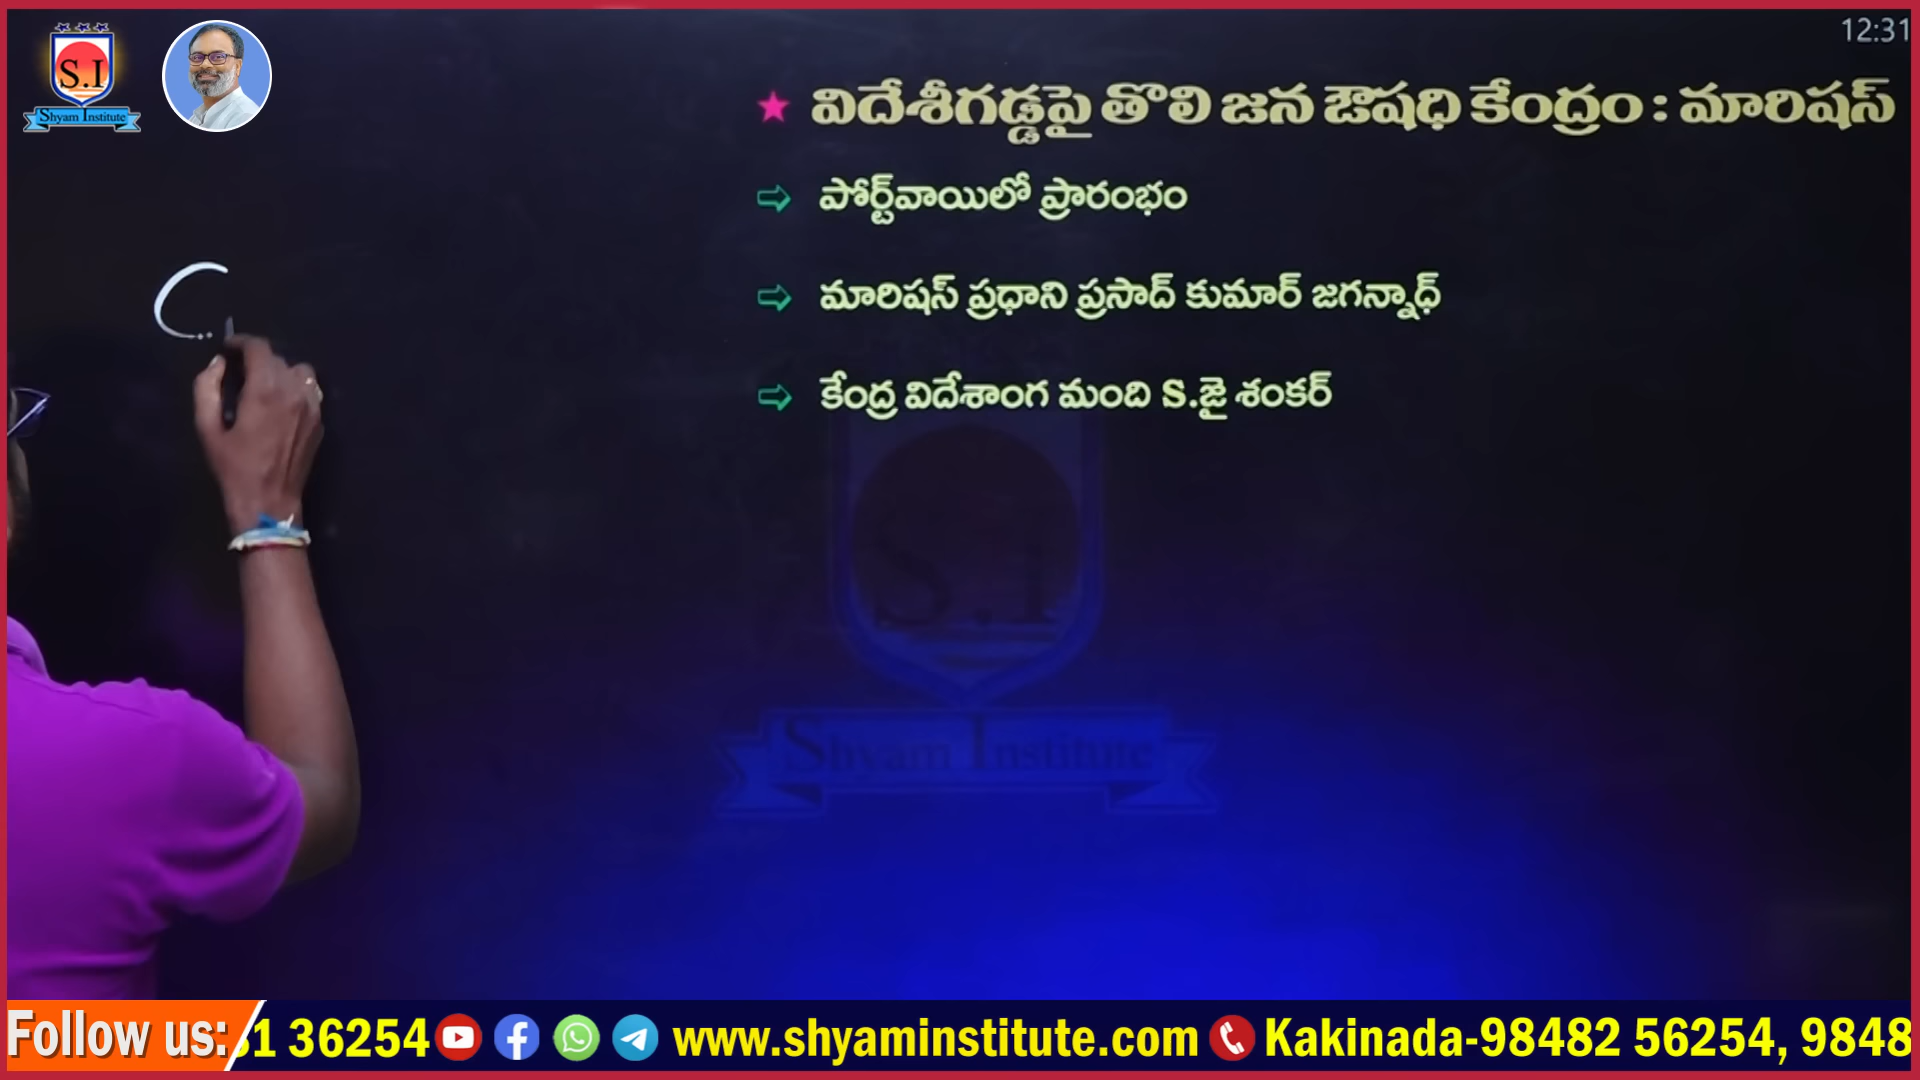 12:31
S.I
Shyam Institute
★ విదేశీగడ్డపై తొలి జన ఔషధి కేంద్రం : మారిషస్
⇨ పోర్ట్‌వాయిలో ప్రారంభం
⇨ మారిషస్ ప్రధాని ప్రసాద్ కుమార్ జగన్నాధ్
⇨ కేంద్ర విదేశాంగ మంది S.జై శంకర్
S.I
Shyam Institute
Follow us: 1 36254 www.shyaminstitute.com Kakinada-98482 56254, 9848